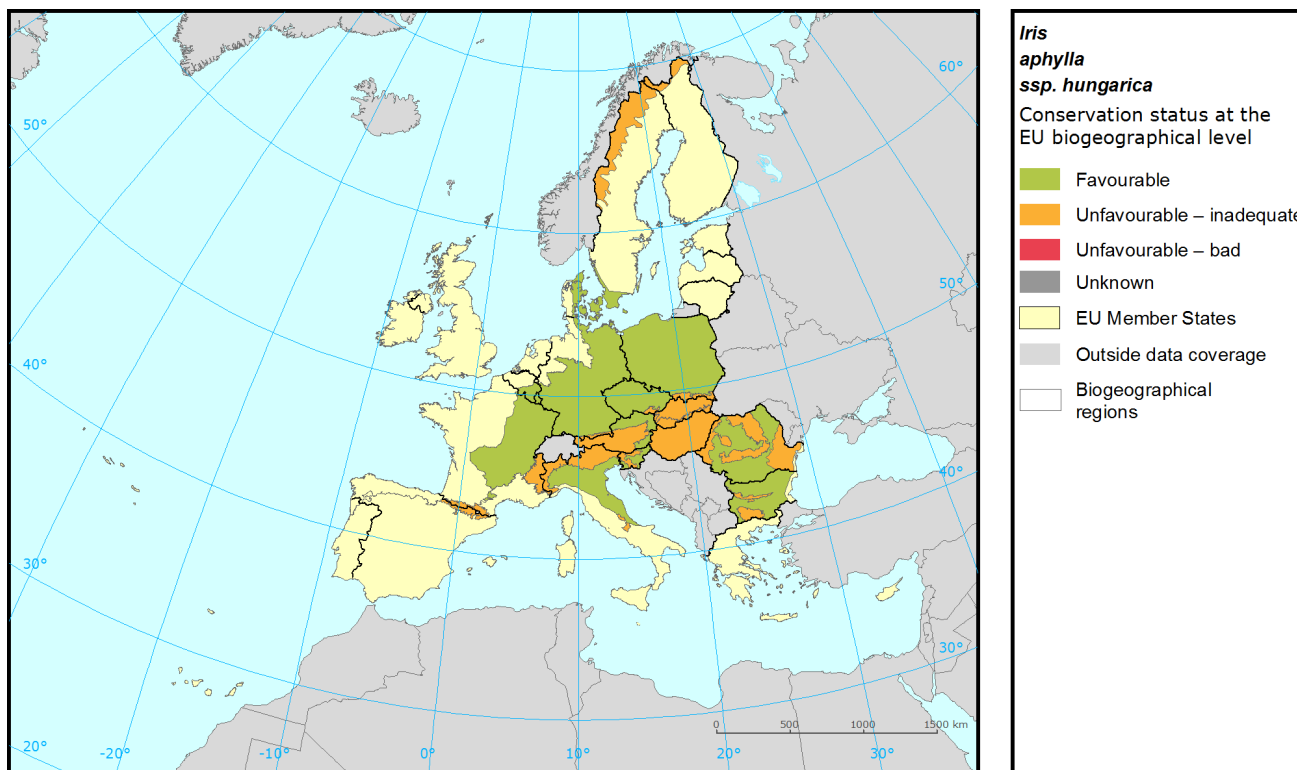 Iris
aphylla
ssp. hungarica
Conservation status at the
EU biogeographical level
Favourable
Unfavourable – inadequate
Unfavourable – bad
Unknown
EU Member States
Outside data coverage
Biogeographical
regions
60°
50°
50°
40°
40°
30°
30°
20°
-20°
-10°
0°
10°
20°
30°
0 500 1000 1500 km